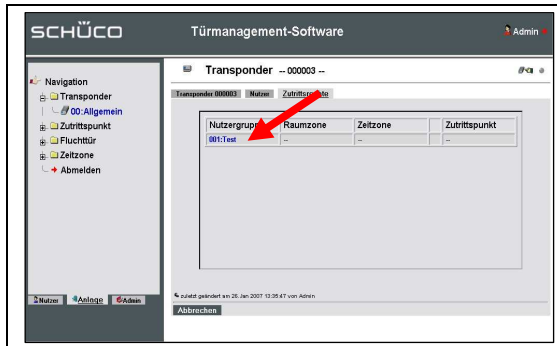 SCHÜCO
Türmanagement-Software
Admin
Navigation
Transponder
00:Allgemein
Zutrittspunkt
Fluchttür
Zeitzone
Abmelden
Transponder -- 000003 --
Transponder 000003 Nutzer
Nutzergruppe Raumzone Zeitzone Zutrittspunkt
001:Test -- -- --
zuletzt geändert am 26. Jan 2007 13:35:47 von Admin
Nutzer Anlage Admin
Abbrechen